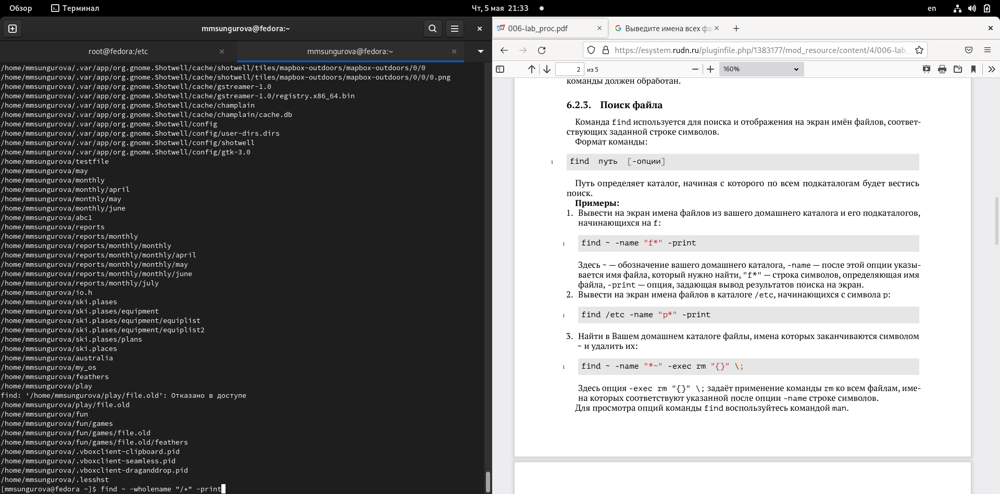 Обзор
Терминал
Чт, 5 мая 21:33
en
mmsungurova@fedora:~
root@fedora:/etc
mmsungurova@fedora:~
/home/mmsungurova/.var/app/org.gnome.Shotwell/cache/shotwell/tiles/mapbox-outdoors/mapbox-outdoors/0/0
/home/mmsungurova/.var/app/org.gnome.Shotwell/cache/shotwell/tiles/mapbox-outdoors/mapbox-outdoors/0/0/0.png
/home/mmsungurova/.var/app/org.gnome.Shotwell/cache/gstreamer-1.0
/home/mmsungurova/.var/app/org.gnome.Shotwell/cache/gstreamer-1.0/registry.x86_64.bin
/home/mmsungurova/.var/app/org.gnome.Shotwell/cache/champlain
/home/mmsungurova/.var/app/org.gnome.Shotwell/cache/champlain/cache.db
/home/mmsungurova/.var/app/org.gnome.Shotwell/config
/home/mmsungurova/.var/app/org.gnome.Shotwell/config/user-dirs.dirs
/home/mmsungurova/.var/app/org.gnome.Shotwell/config/shotwell
/home/mmsungurova/.var/app/org.gnome.Shotwell/config/gtk-3.0
/home/mmsungurova/testfile
/home/mmsungurova/may
/home/mmsungurova/monthly
/home/mmsungurova/monthly/april
/home/mmsungurova/monthly/may
/home/mmsungurova/monthly/june
/home/mmsungurova/abc1
/home/mmsungurova/reports
/home/mmsungurova/reports/monthly
/home/mmsungurova/reports/monthly/monthly
/home/mmsungurova/reports/monthly/monthly/april
/home/mmsungurova/reports/monthly/monthly/may
/home/mmsungurova/reports/monthly/monthly/june
/home/mmsungurova/reports/monthly/july
/home/mmsungurova/io.h
/home/mmsungurova/ski.plases
/home/mmsungurova/ski.plases/equipment
/home/mmsungurova/ski.plases/equipment/equiplist
/home/mmsungurova/ski.plases/equipment/equiplist2
/home/mmsungurova/ski.plases/plans
/home/mmsungurova/ski.places
/home/mmsungurova/australia
/home/mmsungurova/my_os
/home/mmsungurova/feathers
/home/mmsungurova/play
find: ‘/home/mmsungurova/play/file.old’: Отказано в доступе
/home/mmsungurova/play/file.old
/home/mmsungurova/fun
/home/mmsungurova/fun/games
/home/mmsungurova/fun/games/file.old
/home/mmsungurova/fun/games/file.old/feathers
/home/mmsungurova/.vboxclient-clipboard.pid
/home/mmsungurova/.vboxclient-seamless.pid
/home/mmsungurova/.vboxclient-draganddrop.pid
/home/mmsungurova/.lesshst
[mmsungurova@fedora ~]$ find ~ -wholename "/*" -print
006-lab_proc.pdf
Выведите имена всех фа
https://esystem.rudn.ru/pluginfile.php/1383177/mod_resource/content/4/006-lab_
2 из 5
160%
команды должен обработан.
6.2.3. Поиск файла
Команда find используется для поиска и отображения на экран имён файлов, соответ-
ствующих заданной строке символов.
Формат команды:
1 find путь [-опции]
Путь определяет каталог, начиная с которого по всем подкаталогам будет вестись
поиск.
Примеры:
1. Вывести на экран имена файлов из вашего домашнего каталога и его подкаталогов,
начинающихся на f:
1 find ~ -name "f*" -print
Здесь ~ — обозначение вашего домашнего каталога, -name — после этой опции указы-
вается имя файла, который нужно найти, "f*" — строка символов, определяющая имя
файла, -print — опция, задающая вывод результатов поиска на экран.
2. Вывести на экран имена файлов в каталоге /etc, начинающихся с символа p:
1 find /etc -name "p*" -print
3. Найти в Вашем домашнем каталоге файлы, имена которых заканчиваются символом
~ и удалить их:
1 find ~ -name "*~" -exec rm "{}" \;
Здесь опция -exec rm "{}" \; задаёт применение команды rm ко всем файлам, име-
на которых соответствуют указанной после опции -name строке символов.
Для просмотра опций команды find воспользуйтесь командой man.